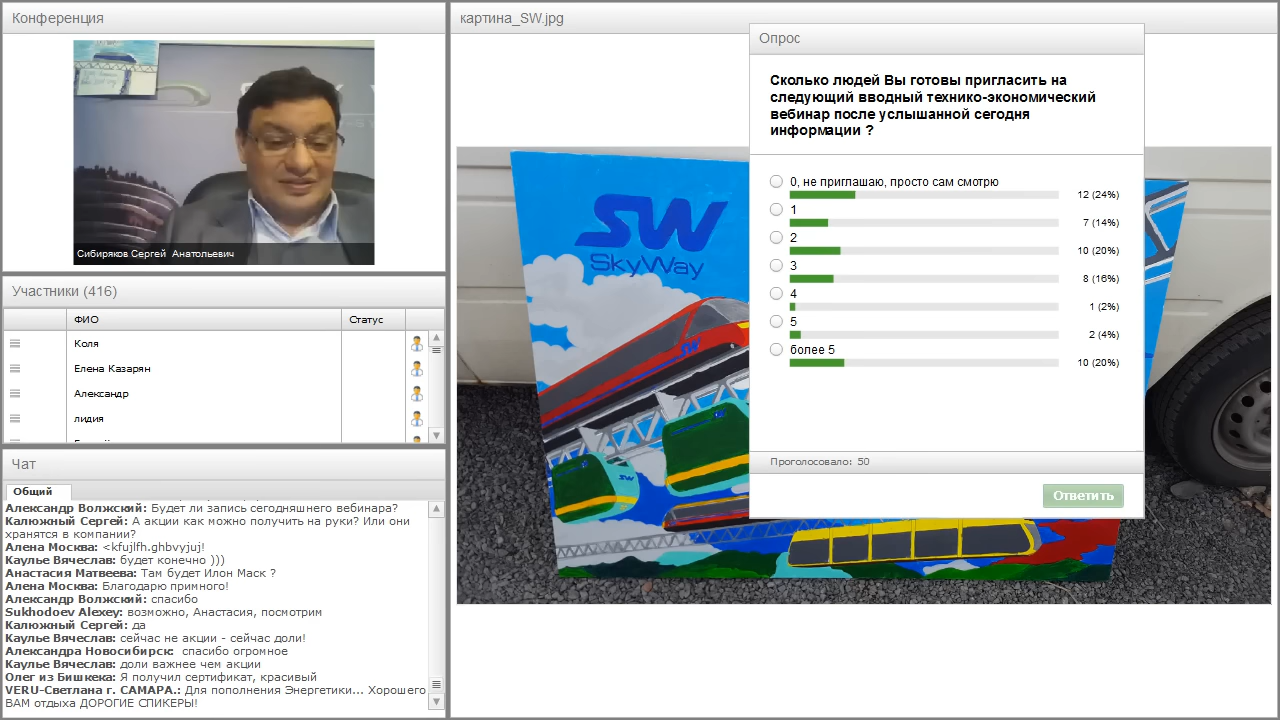 Конференция
Сибиряков Сергей Анатольевич
Участники (416)
ФИО
Статус
Коля
Елена Казарян
Александр
лидия
Чат
Общий
Александр Волжский: Будет ли запись сегодняшнего вебинара?
Калюжный Сергей: А акции как можно получить на руки? Или они
хранятся в компании?
Алена Москва: <kfujlfh.ghbvyjuj!
Каулье Вячеслав: будет конечно )))
Анастасия Матвеева: Там будет Илон Маск ?
Алена Москва: Благодарю примного!
Александр Волжский: спасибо
Sukhodoev Alexey: возможно, Анастасия, посмотрим
Калюжный Сергей: да
Каулье Вячеслав: сейчас не акции - сейчас доли!
Александра Новосибирск: спасибо огромное
Каулье Вячеслав: доли важнее чем акции
Олег из Бишкека: Я получил сертификат, красивый
VERU-Светлана г. САМАРА.: Для пополнения Энергетики... Хорошего
ВАМ отдыха ДОРОГИЕ СПИКЕРЫ!
картина_SW.jpg
SW
SkyWay
SW
SW
Опрос
Сколько людей Вы готовы пригласить на
следующий вводный технико-экономический
вебинар после услышанной сегодня
информации ?
0, не приглашаю, просто сам смотрю
12 (24%)
1
7 (14%)
2
10 (20%)
3
8 (16%)
4
1 (2%)
5
2 (4%)
более 5
10 (20%)
Проголосовало: 50
Ответить